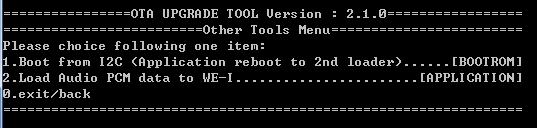 ================OTA UPGRADE TOOL Version : 2.1.0=================
=========================Other Tools Menu========================
Please choice following one item:
1.Boot from I2C (Application reboot to 2nd loader)......[BOOTROM]
2.Load Audio PCM data to WE-I.......................[APPLICATION]
0.exit/back
=================================================================